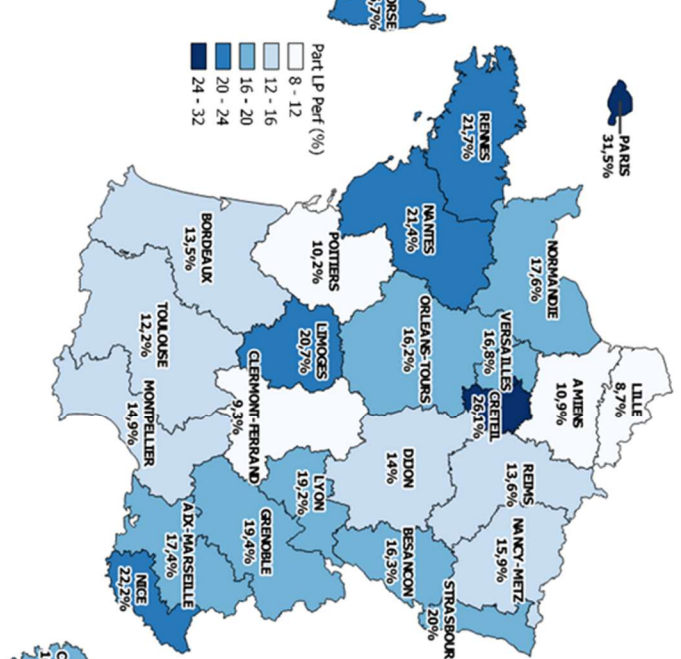 ORSE
,7%
Part LP Perf (%)
8 - 12
12 - 16
16 - 20
20 - 24
24 - 32
PARIS
31,5%
LILLE
8,7%
AMIENS
10,9%
NORMANDIE
17,6%
VERSAILLES
16,8%
CRETEIL
26,1%
REIMS
13,6%
NANCY-METZ
15,9%
STRASBOUR
20%
RENNES
21,7%
NANTES
21,4%
ORLEANS-TOURS
16,2%
DIJON
14%
BESANCON
16,3%
POITIERS
10,2%
LIMOGES
20,7%
CLERMONT-FERRAND
9,3%
LYON
19,2%
GRENOBLE
19,4%
BORDEAUX
13,5%
TOULOUSE
12,2%
MONTPELLIER
14,9%
AIX-MARSEILLE
17,4%
NICE
22,2%
C
1